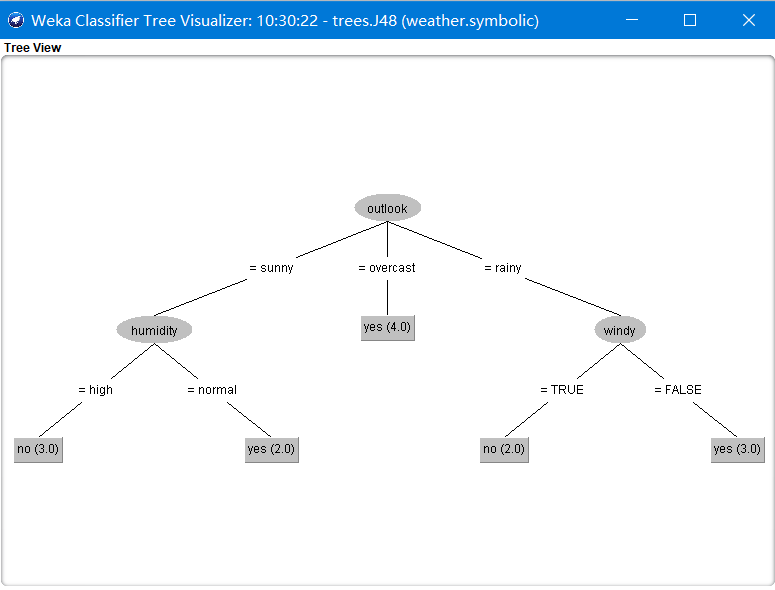 Weka Classifier Tree Visualizer: 10:30:22 - trees.J48 (weather.symbolic)
Tree View
outlook
= sunny
= overcast
= rainy
humidity
yes (4.0)
windy
= high
= normal
= TRUE
= FALSE
no (3.0)
yes (2.0)
no (2.0)
yes (3.0)